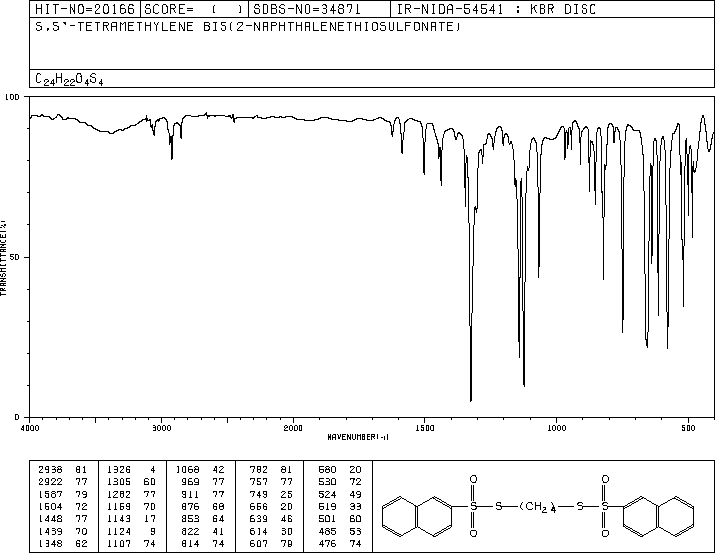 HIT-NO=20166 SCORE= ( ) SDBS-NO=34871 IR-NIDA-54541 : KBR DISC
S,S'-TETRAMETHYLENE BIS(2-NAPHTHALENETHIOSULFONATE)
C24H22O4S4
100
50
0
TRANSMITTANCE(%)
4000 3000 2000 1500 1000 500
WAVENUMBER(-1)
2938 81 1326 4 1068 42 782 81 580 20
2922 77 1305 60 969 77 757 77 530 72
1587 79 1282 77 911 77 749 25 524 49
1504 72 1159 70 876 68 656 20 519 33
1448 77 1143 17 853 64 639 46 501 60
1439 70 1124 9 822 41 614 30 485 53
1348 62 1107 74 814 74 607 79 476 74
O O
S S (CH2)4 S S
O O